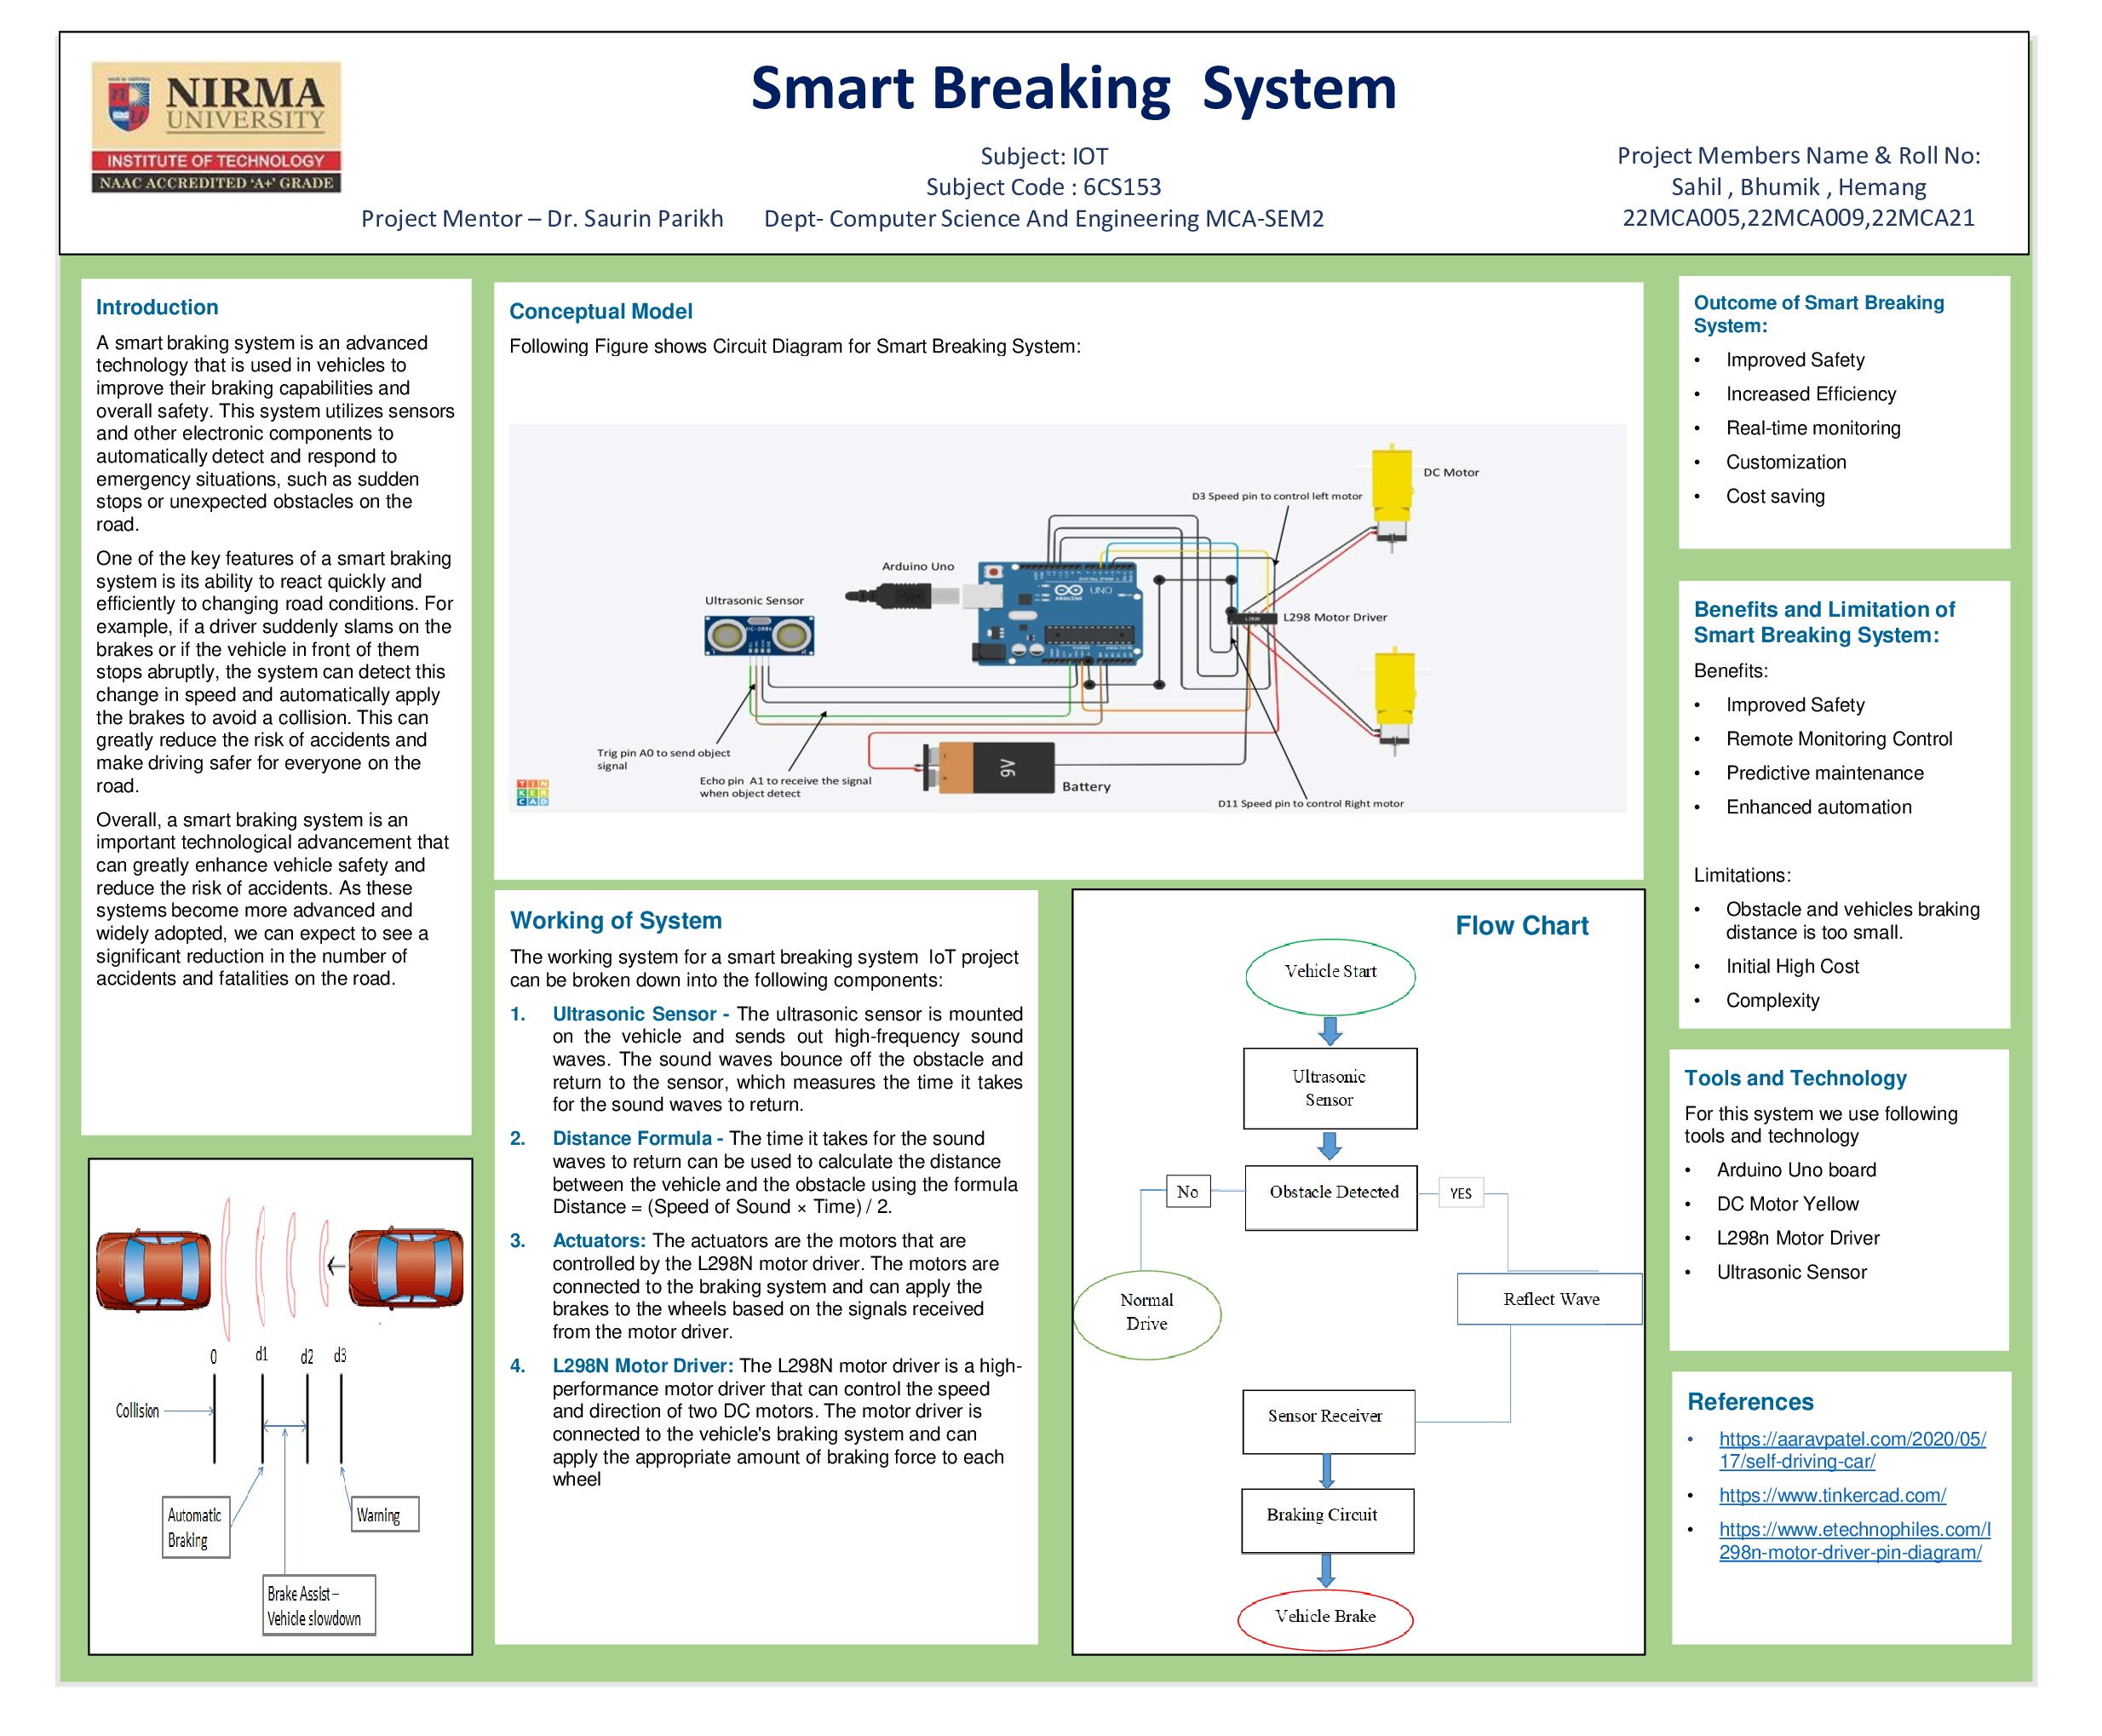 NIRMA
UNIVERSITY
INSTITUTE OF TECHNOLOGY
NAAC ACCREDITED 'A+' GRADE
Smart Breaking System
Subject: IOT
Subject Code : 6CS153
Project Mentor – Dr. Saurin Parikh
Dept- Computer Science And Engineering MCA-SEM2
Project Members Name & Roll No:
Sahil , Bhumik , Hemang
22MCA005,22MCA009,22MCA21
Introduction
A smart braking system is an advanced
technology that is used in vehicles to
improve their braking capabilities and
overall safety. This system utilizes sensors
and other electronic components to
automatically detect and respond to
emergency situations, such as sudden
stops or unexpected obstacles on the
road.
One of the key features of a smart braking
system is its ability to react quickly and
efficiently to changing road conditions. For
example, if a driver suddenly slams on the
brakes or if the vehicle in front of them
stops abruptly, the system can detect this
change in speed and automatically apply
the brakes to avoid a collision. This can
greatly reduce the risk of accidents and
make driving safer for everyone on the
road.
Overall, a smart braking system is an
important technological advancement that
can greatly enhance vehicle safety and
reduce the risk of accidents. As these
systems become more advanced and
widely adopted, we can expect to see a
significant reduction in the number of
accidents and fatalities on the road.
0 d1 d2 d3
Collision
Automatic
Braking
Warning
Brake Assist –
Vehicle slowdown
Conceptual Model
Following Figure shows Circuit Diagram for Smart Breaking System:
DC Motor
D3 Speed pin to control left motor
Arduino Uno
Ultrasonic Sensor
UNO
L298 Motor Driver
Trig pin A0 to send object
signal
Echo pin A1 to receive the signal
when object detect
9V
Battery
D11 Speed pin to control Right motor
TIN
KER
CAD
Working of System
The working system for a smart breaking system IoT project
can be broken down into the following components:
1. Ultrasonic Sensor - The ultrasonic sensor is mounted
on the vehicle and sends out high-frequency sound
waves. The sound waves bounce off the obstacle and
return to the sensor, which measures the time it takes
for the sound waves to return.
2. Distance Formula - The time it takes for the sound
waves to return can be used to calculate the distance
between the vehicle and the obstacle using the formula
Distance = (Speed of Sound × Time) / 2.
3. Actuators: The actuators are the motors that are
controlled by the L298N motor driver. The motors are
connected to the braking system and can apply the
brakes to the wheels based on the signals received
from the motor driver.
4. L298N Motor Driver: The L298N motor driver is a high-
performance motor driver that can control the speed
and direction of two DC motors. The motor driver is
connected to the vehicle's braking system and can
apply the appropriate amount of braking force to each
wheel
Flow Chart
Vehicle Start
Ultrasonic
Sensor
No
Obstacle Detected
YES
Normal
Drive
Reflect Wave
Sensor Receiver
Braking Circuit
Vehicle Brake
Outcome of Smart Breaking
System:
• Improved Safety
• Increased Efficiency
• Real-time monitoring
• Customization
• Cost saving
Benefits and Limitation of
Smart Breaking System:
Benefits:
• Improved Safety
• Remote Monitoring Control
• Predictive maintenance
• Enhanced automation
Limitations:
• Obstacle and vehicles braking
distance is too small.
• Initial High Cost
• Complexity
Tools and Technology
For this system we use following
tools and technology
• Arduino Uno board
• DC Motor Yellow
• L298n Motor Driver
• Ultrasonic Sensor
References
• https://aaravpatel.com/2020/05/
17/self-driving-car/
• https://www.tinkercad.com/
• https://www.etechnophiles.com/l
298n-motor-driver-pin-diagram/